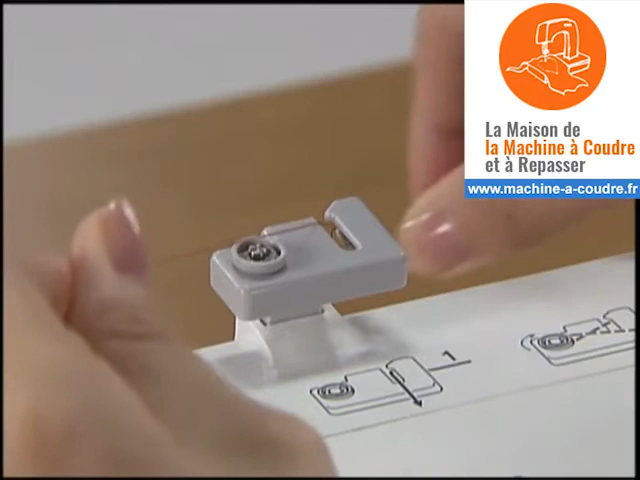 La Maison de
la Machine à Coudre
et à Repasser
www.machine-a-coudre.fr
1